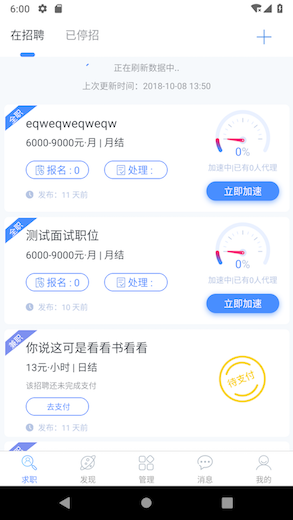 6:00
在招聘 已停招
正在刷新数据中..
上次更新时间：2018-10-08 13:50
全职
eqweqweqweqw
6000-9000元·月 | 月结
0%
加速中|已有0人代理
报名 : 0 处理 :
立即加速
发布：11 天前
全职
测试面试职位
6000-9000元·月 | 月结
0%
加速中|已有0人代理
报名 : 0 处理 :
立即加速
发布：10 天前
兼职
你说这可是看看书看看
13元·小时 | 日结
待支付
该招聘还未完成支付
去支付
发布：11 天前
求职 发现 管理 消息 我的